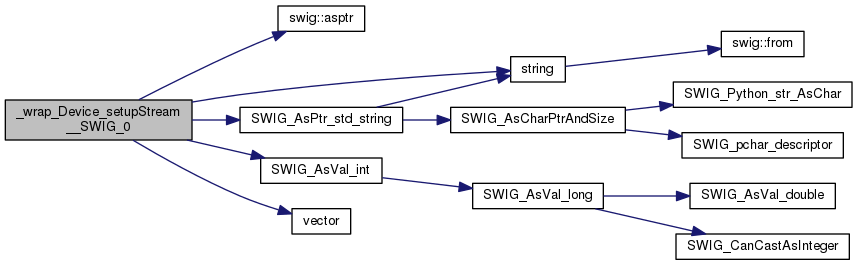 _wrap_Device_setupStream
__SWIG_0
swig::asptr
string
swig::from
SWIG_AsPtr_std_string
SWIG_AsCharPtrAndSize
SWIG_Python_str_AsChar
SWIG_pchar_descriptor
SWIG_AsVal_int
SWIG_AsVal_long
SWIG_AsVal_double
SWIG_CanCastAsInteger
vector